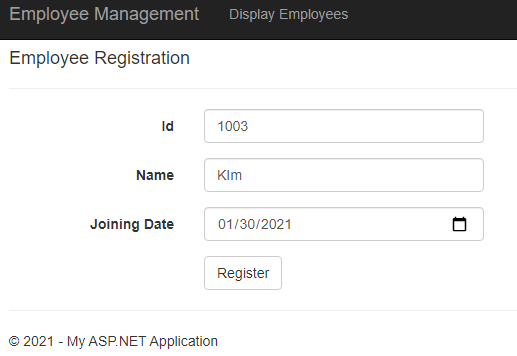 Employee Management Display Employees
Employee Registration
Id 1003
Name KIm
Joining Date 01/30/2021
Register
© 2021 - My ASP.NET Application